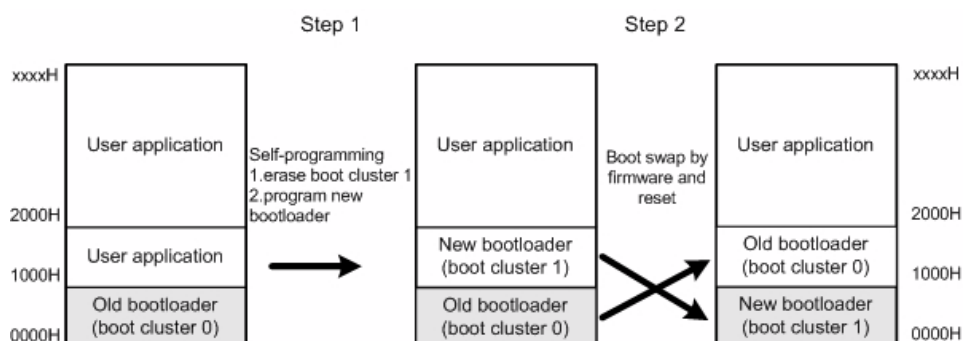 Step 1
Step 2
xxxxH
User application
2000H
User application
1000H
Old bootloader
(boot cluster 0)
0000H
Self-programming
1.erase boot cluster 1
2.program new
bootloader
User application
New bootloader
(boot cluster 1)
Old bootloader
(boot cluster 0)
Boot swap by
firmware and
reset
User application
Old bootloader
(boot cluster 0)
New bootloader
(boot cluster 1)
xxxxH
2000H
1000H
0000H